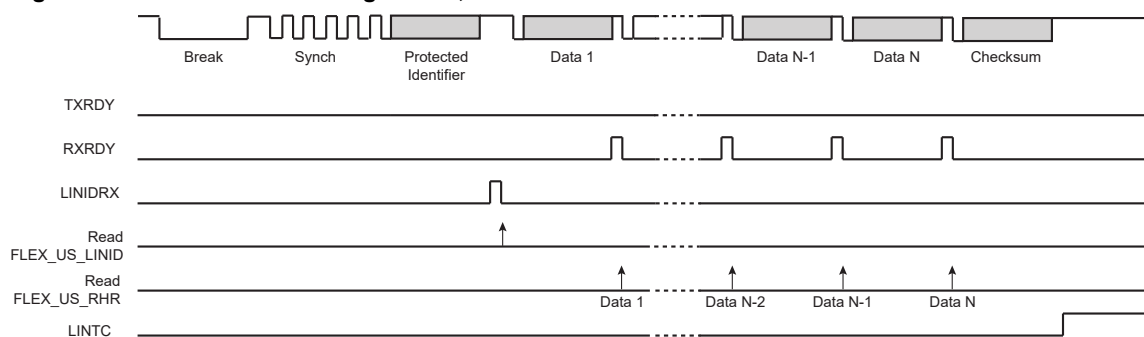 Break Synch Protected Identifier Data 1 Data N-1 Data N Checksum
TXRDY
RXRDY
LINIDRX
Read
FLEX_US_LINID
Read
FLEX_US_RHR
Data 1 Data N-2 Data N-1 Data N
LINTC